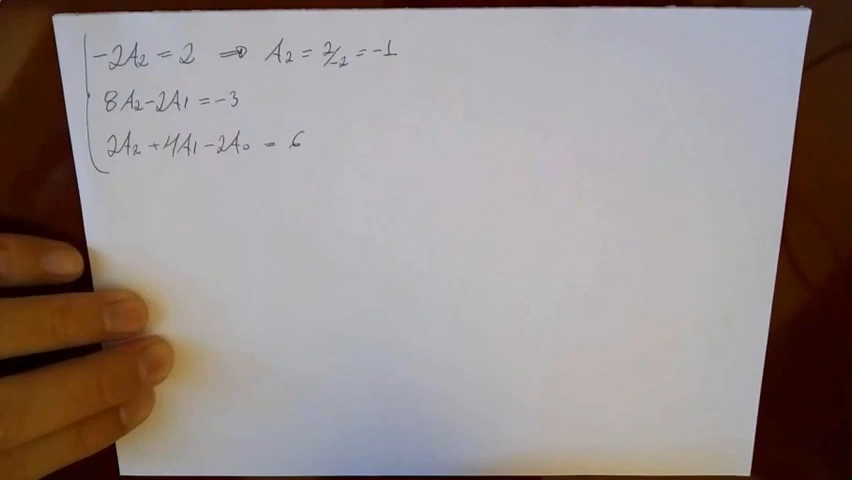 -2A₂ = 2 ⇒ A₂ = 2/-2 = -1
8A₂ - 2A₁ = -3
2A₂ + 4A₁ - 2A₀ = 6